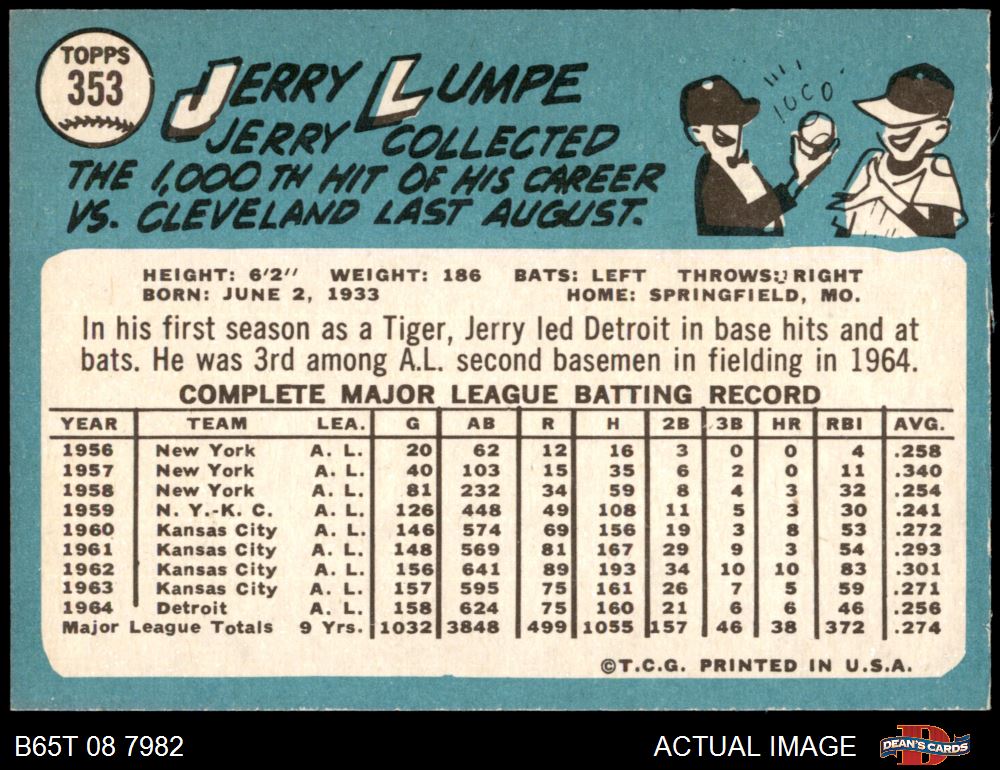 TOPPS
353
JERRY LUMPE
JERRY COLLECTED
THE 1,000 TH HIT OF HIS CAREER
VS. CLEVELAND LAST AUGUST.
1000
HEIGHT: 6'2" WEIGHT: 186 BATS: LEFT THROWS: RIGHT
BORN: JUNE 2, 1933 HOME: SPRINGFIELD, MO.
In his first season as a Tiger, Jerry led Detroit in base hits and at
bats. He was 3rd among A.L. second basemen in fielding in 1964.
COMPLETE MAJOR LEAGUE BATTING RECORD
YEAR TEAM LEA. G AB R H 2B 3B HR RBI AVG.
1956 New York A. L. 20 62 12 16 3 0 0 4 .258
1957 New York A. L. 40 103 15 35 6 2 0 11 .340
1958 New York A. L. 81 232 34 59 8 4 3 32 .254
1959 N. Y.-K. C. A. L. 126 448 49 108 11 5 3 30 .241
1960 Kansas City A. L. 146 574 69 156 19 3 8 53 .272
1961 Kansas City A. L. 148 569 81 167 29 9 3 54 .293
1962 Kansas City A. L. 156 641 89 193 34 10 10 83 .301
1963 Kansas City A. L. 157 595 75 161 26 7 5 59 .271
1964 Detroit A. L. 158 624 75 160 21 6 6 46 .256
Major League Totals 9 Yrs. 1032 3848 499 1055 157 46 38 372 .274
©T.C.G. PRINTED IN U.S.A.
B65T 08 7982 ACTUAL IMAGE DEAN'S CARDS